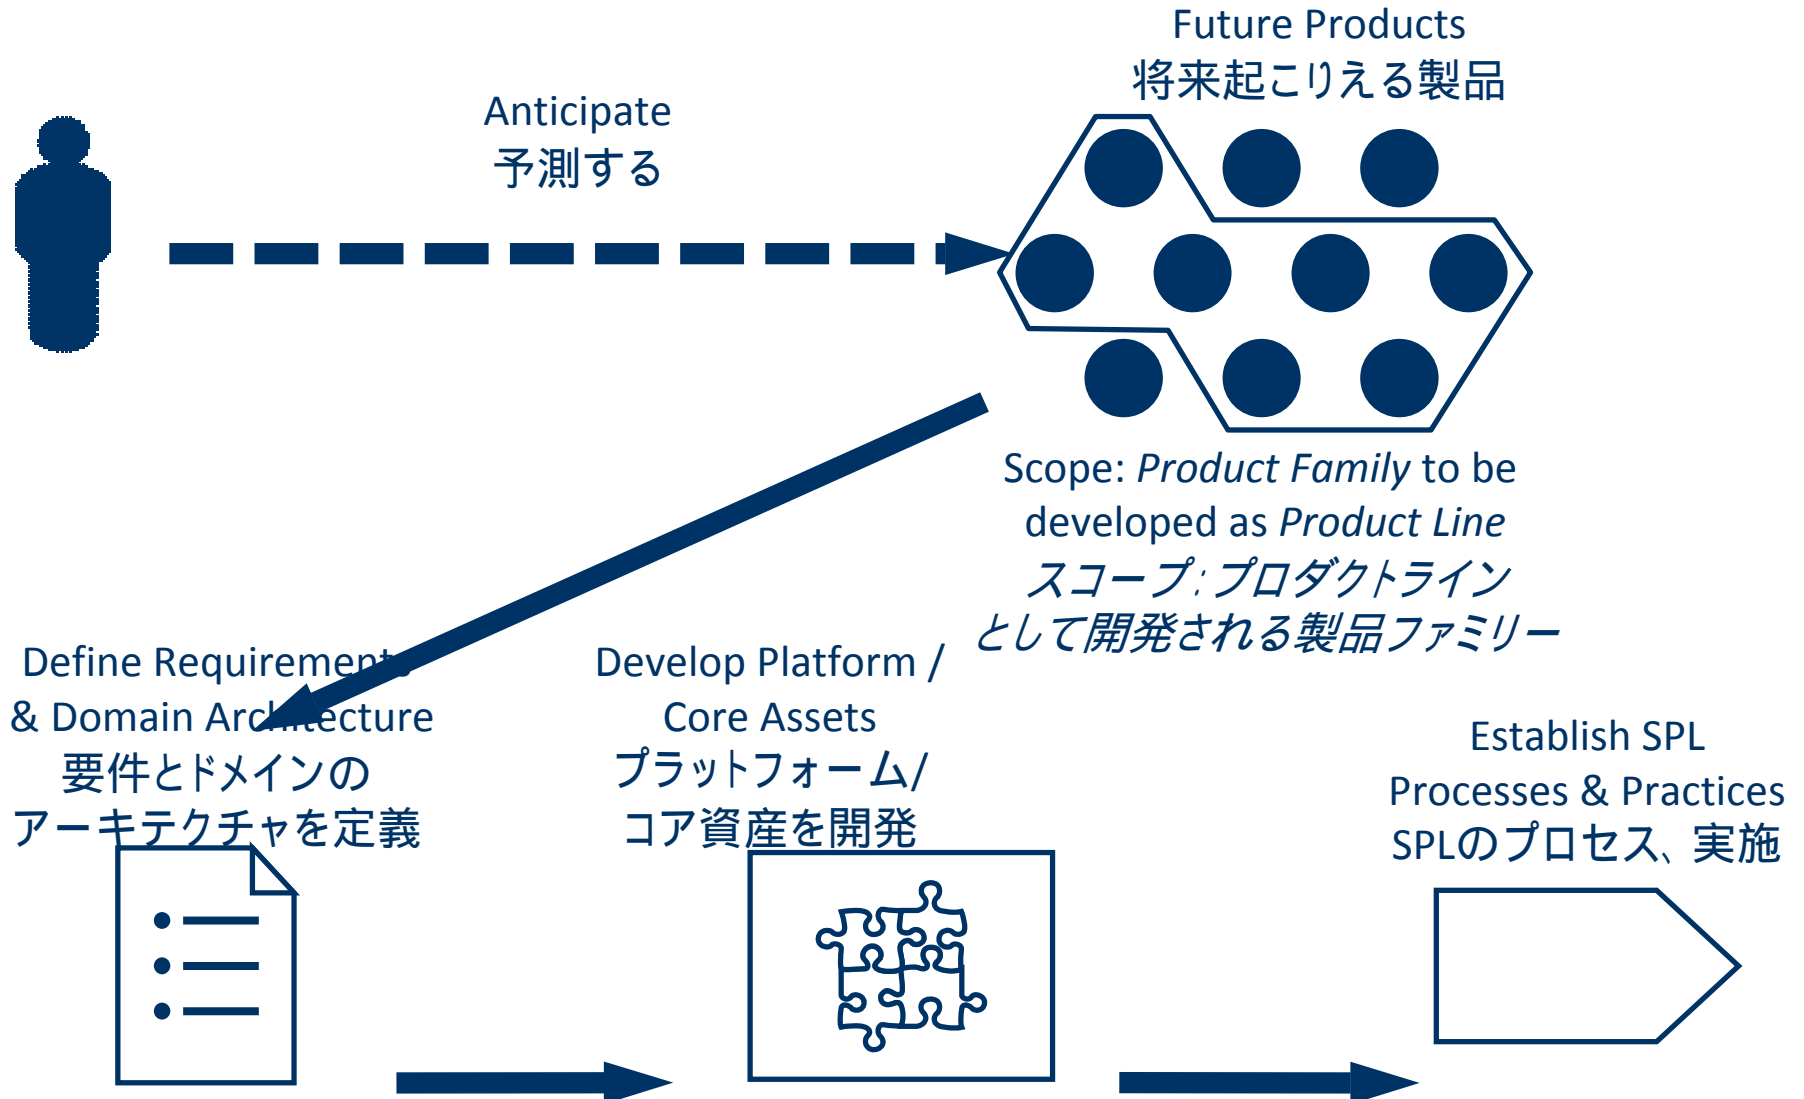 Future Products
将来起こりえる製品
Anticipate
予測する
Scope: Product Family to be
developed as Product Line
スコープ:プロダクトライン
として開発される製品ファミリー
Define Requirements
& Domain Architecture
要件とドメインの
アーキテクチャを定義
Develop Platform /
Core Assets
プラットフォーム/
コア資産を開発
Establish SPL
Processes & Practices
SPLのプロセス、実施